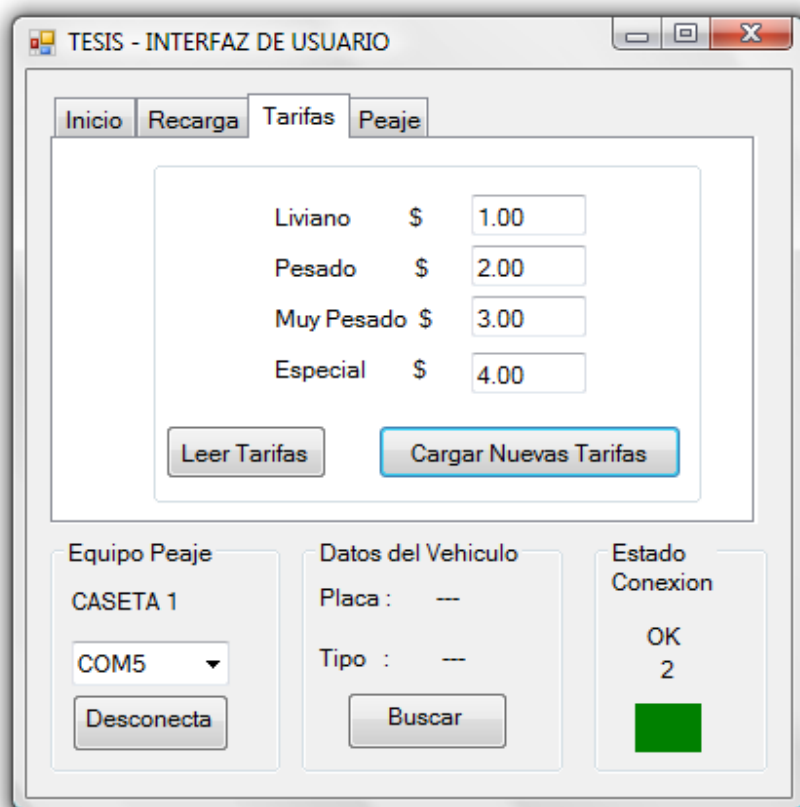 TESIS - INTERFAZ DE USUARIO
Inicio Recarga Tarifas Peaje
Liviano $ 1.00
Pesado $ 2.00
Muy Pesado $ 3.00
Especial $ 4.00
Leer Tarifas Cargar Nuevas Tarifas
Equipo Peaje
CASETA 1
COM5
Desconecta
Datos del Vehiculo
Placa : ---
Tipo : ---
Buscar
Estado
Conexion
OK
2